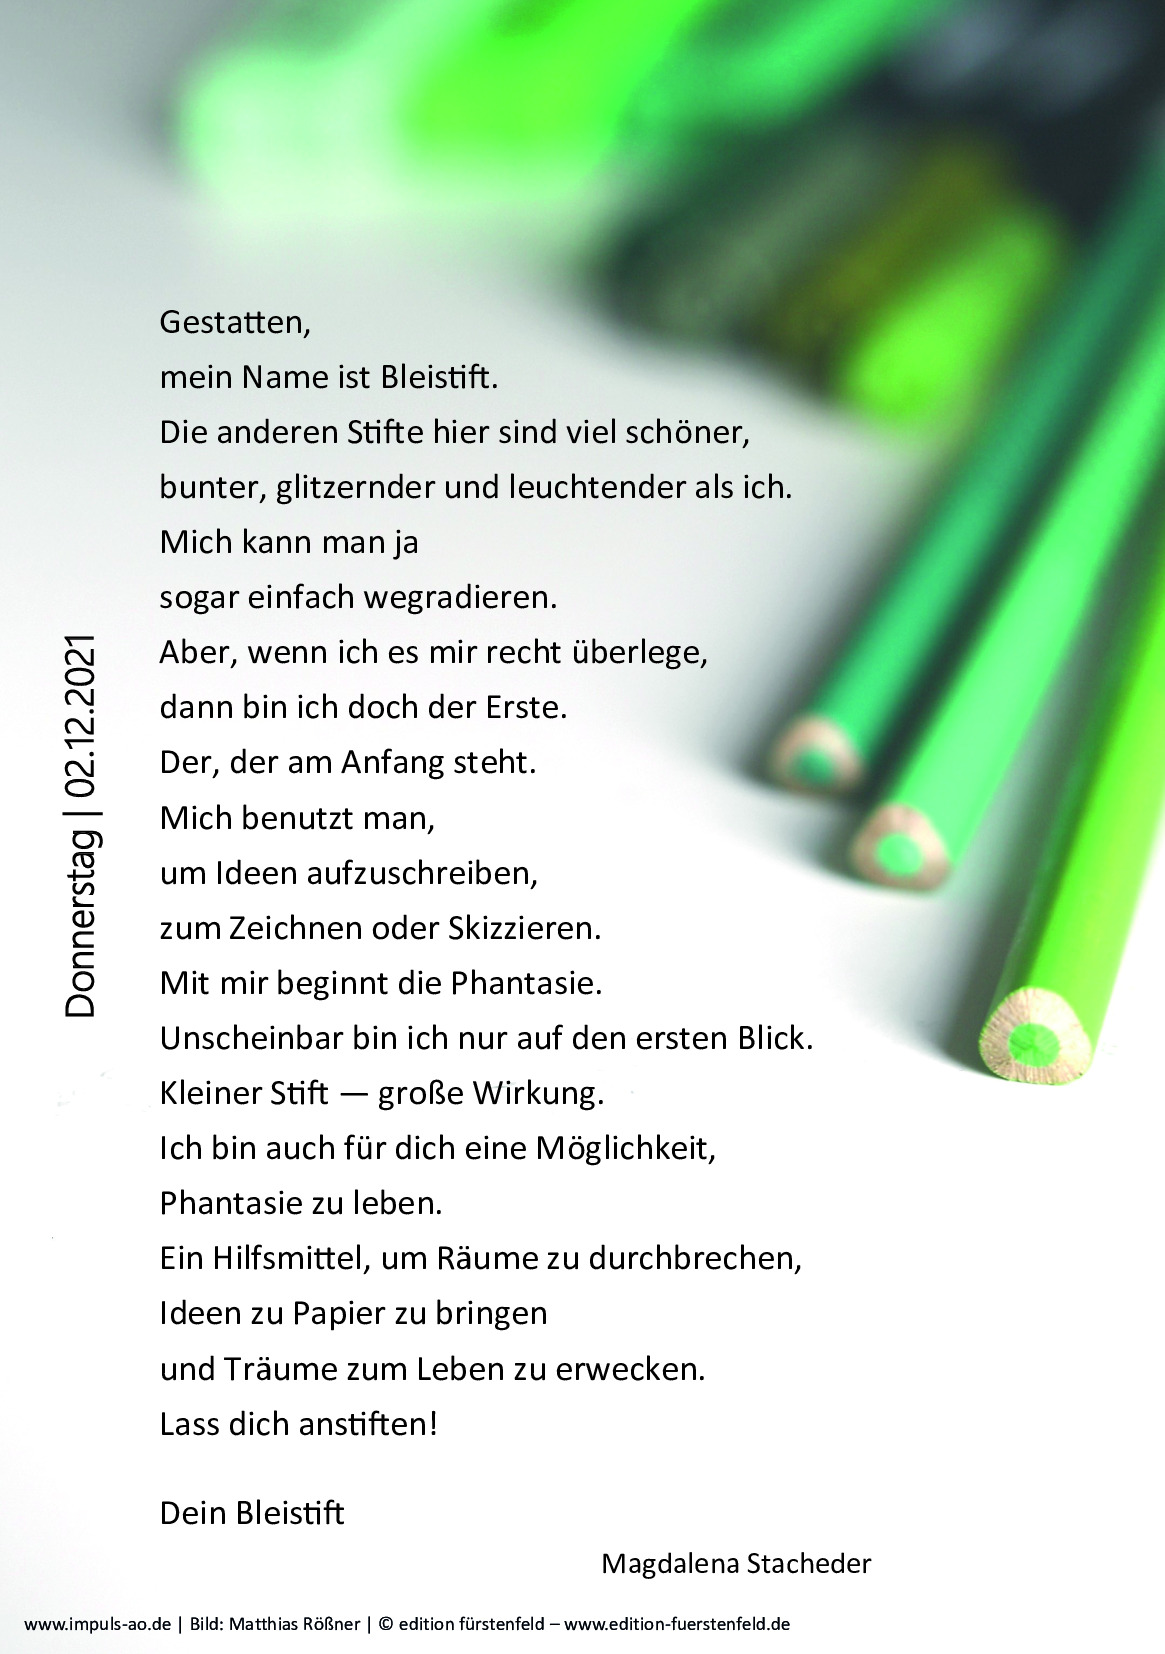 Gestatten,
mein Name ist Bleistift.
Die anderen Stifte hier sind viel schöner,
bunter, glitzernder und leuchtender als ich.
Mich kann man ja
sogar einfach wegradieren.
Aber, wenn ich es mir recht überlege,
dann bin ich doch der Erste.
Der, der am Anfang steht.
Mich benutzt man,
um Ideen aufzuschreiben,
zum Zeichnen oder Skizzieren.
Mit mir beginnt die Phantasie.
Unscheinbar bin ich nur auf den ersten Blick.
Kleiner Stift — große Wirkung.
Ich bin auch für dich eine Möglichkeit,
Phantasie zu leben.
Ein Hilfsmittel, um Räume zu durchbrechen,
Ideen zu Papier zu bringen
und Träume zum Leben zu erwecken.
Lass dich anstiften!
Dein Bleistift
Magdalena Stacheder
Donnerstag | 02.12.2021
www.impuls-ao.de | Bild: Matthias Rößner | © edition fürstenfeld – www.edition-fuerstenfeld.de